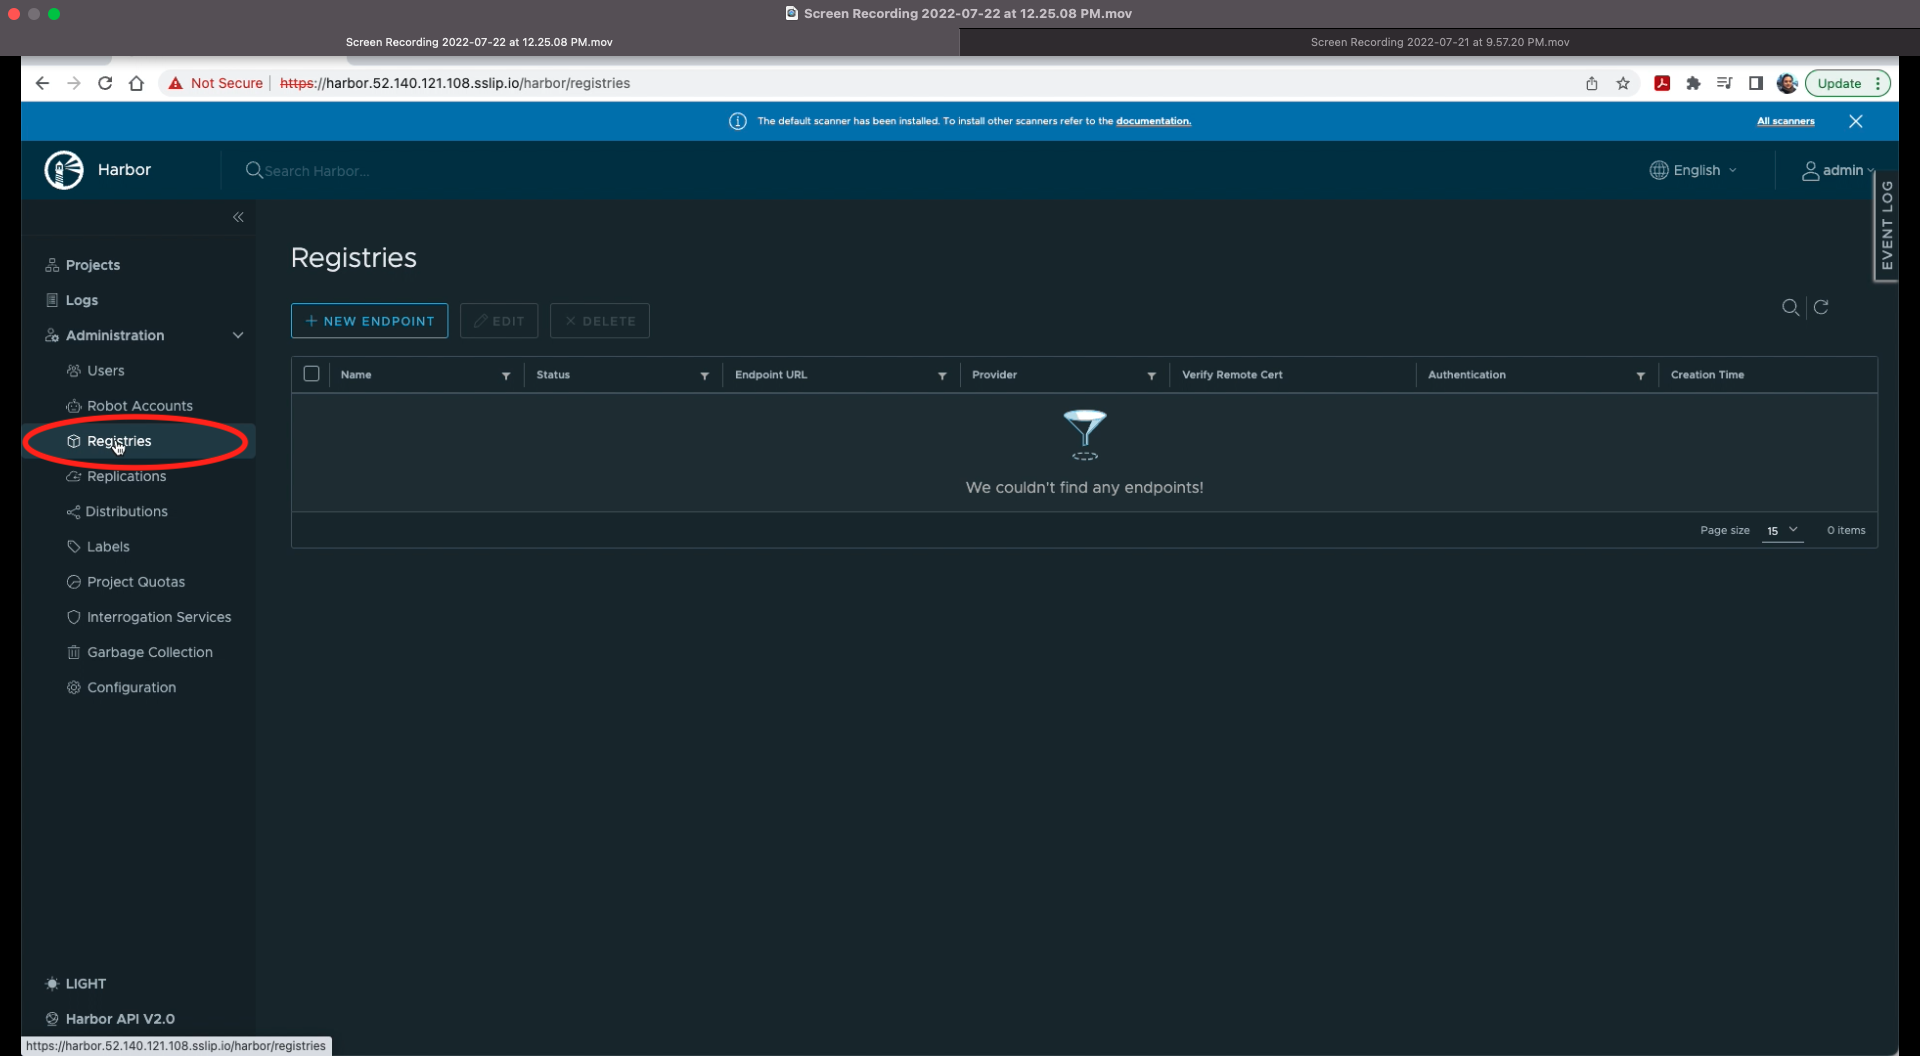 Screen Recording 2022-07-22 at 12.25.08 PM.mov
Screen Recording 2022-07-22 at 12.25.08 PM.mov
Screen Recording 2022-07-21 at 9.57.20 PM.mov
Not Secure https://harbor.52.140.121.108.sslip.io/harbor/registries Update
The default scanner has been installed. To install other scanners refer to the documentation. All scanners
Harbor Search Harbor... English admin
EVENT LOG
Projects
Logs
Administration
Users
Robot Accounts
Registries
Replications
Distributions
Labels
Project Quotas
Interrogation Services
Garbage Collection
Configuration
LIGHT
Harbor API V2.0
Registries
+ NEW ENDPOINT EDIT × DELETE
Name Status Endpoint URL Provider Verify Remote Cert Authentication Creation Time
We couldn't find any endpoints!
Page size 15 0 items
https://harbor.52.140.121.108.sslip.io/harbor/registries